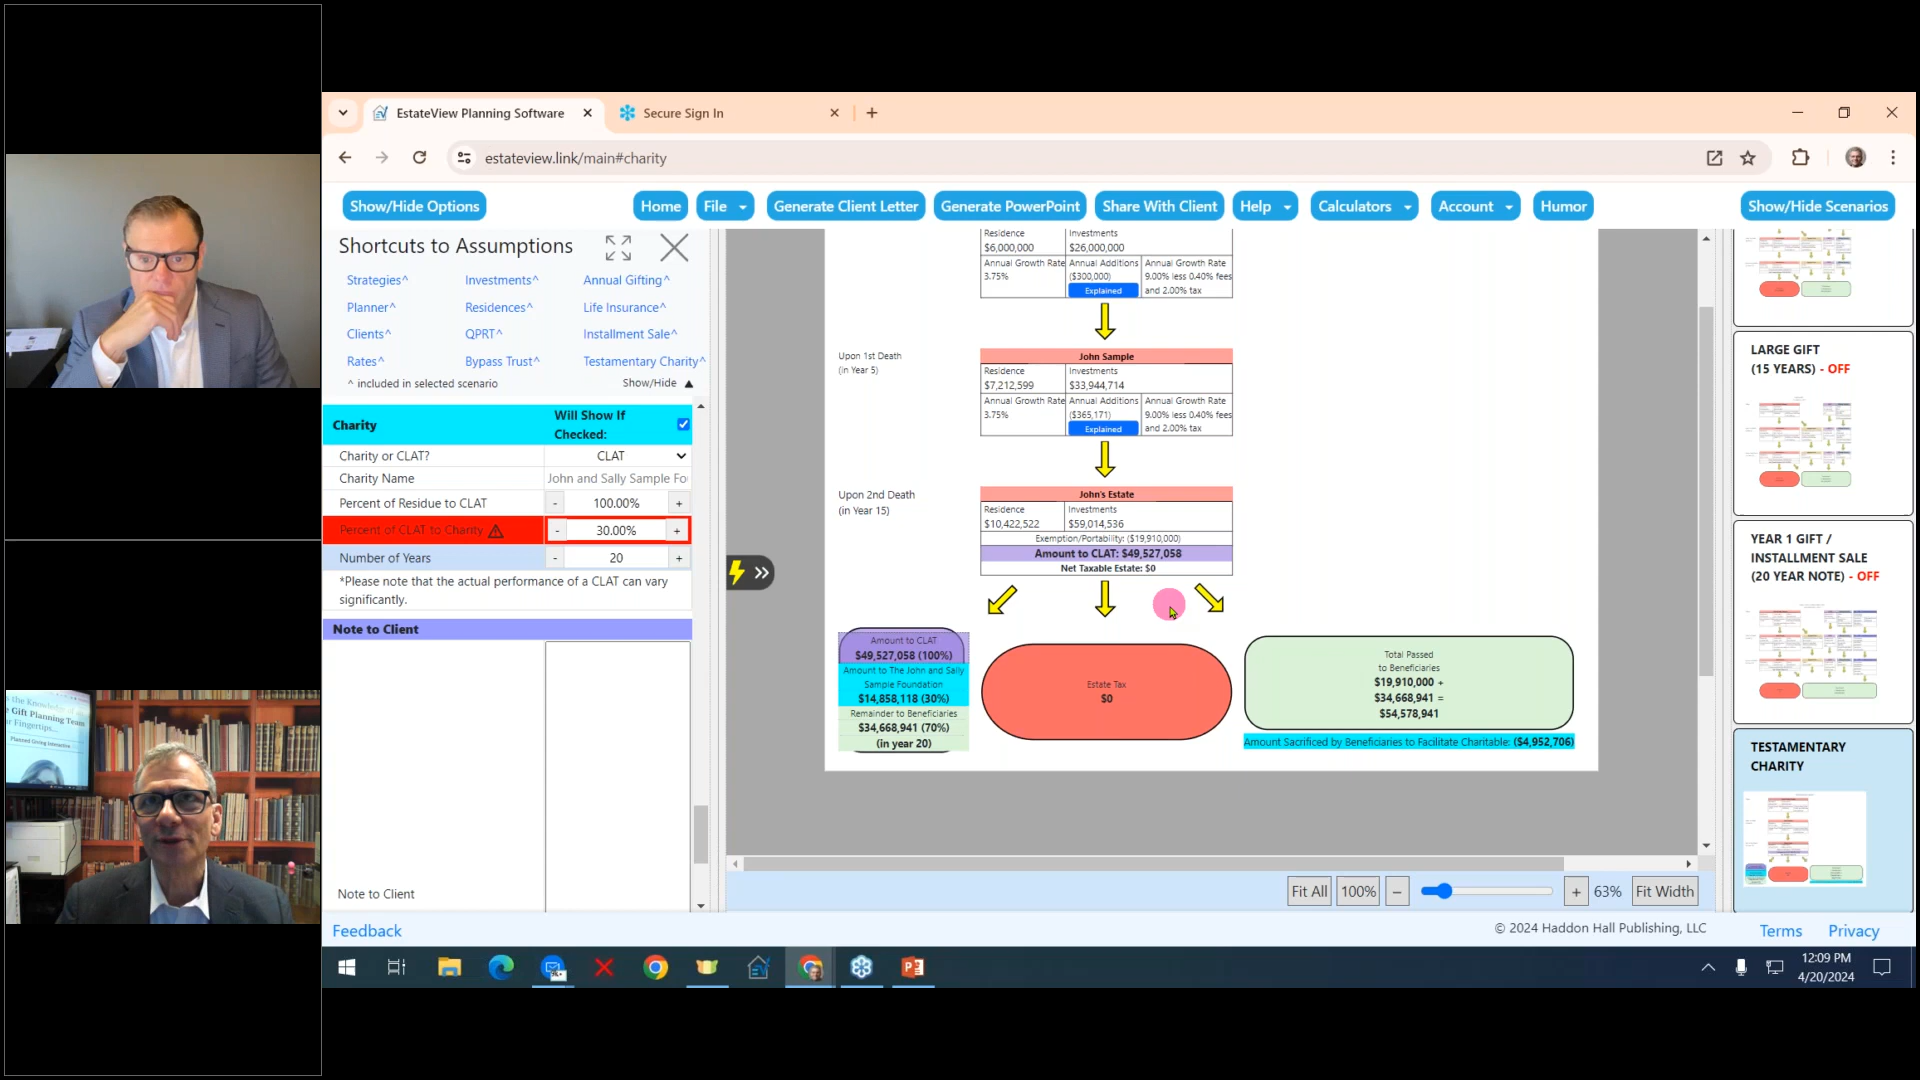 EstateView Planning Software
Secure Sign In
estateview.link/main#charity
Show/Hide Options
Home
File
Generate Client Letter
Generate PowerPoint
Share With Client
Help
Calculators
Account
Humor
Show/Hide Scenarios
Shortcuts to Assumptions
Strategies^
Investments^
Annual Gifting^
Planner^
Residences^
Life Insurance^
Clients^
QPRT^
Installment Sale^
Rates^
Bypass Trust^
Testamentary Charity^
^ included in selected scenario
Show/Hide
Charity
Will Show If
Checked:
Charity or CLAT?
CLAT
Charity Name
John and Sally Sample Fo
Percent of Residue to CLAT
-
100.00%
+
Percent of CLAT to Charity
-
30.00%
+
Number of Years
-
20
+
*Please note that the actual performance of a CLAT can vary
significantly.
Note to Client
Note to Client
Feedback
Residence
$6,000,000
Investments
$26,000,000
Annual Growth Rate
3.75%
Annual Additions
($300,000)
Explained
Annual Growth Rate
9.00% less 0.40% fees
and 2.00% tax
Upon 1st Death
(in Year 5)
John Sample
Residence
$7,212,599
Investments
$33,944,714
Annual Growth Rate
3.75%
Annual Additions
($365,171)
Explained
Annual Growth Rate
9.00% less 0.40% fees
and 2.00% tax
Upon 2nd Death
(in Year 15)
John's Estate
Residence
$10,422,522
Investments
$59,014,536
Exemption/Portability: ($19,910,000)
Amount to CLAT: $49,527,058
Net Taxable Estate: $0
Amount to CLAT
$49,527,058 (100%)
Amount to The John and Sally
Sample Foundation
$14,858,118 (30%)
Remainder to Beneficiaries
$34,668,941 (70%)
(in year 20)
Estate Tax
$0
Total Passed
to Beneficiaries
$19,910,000 +
$34,668,941 =
$54,578,941
Amount Sacrificed by Beneficiaries to Facilitate Charitable: ($4,952,706)
LARGE GIFT
(15 YEARS) - OFF
YEAR 1 GIFT /
INSTALLMENT SALE
(20 YEAR NOTE) - OFF
TESTAMENTARY
CHARITY
Fit All
100%
−
+
63%
Fit Width
© 2024 Haddon Hall Publishing, LLC
Terms
Privacy
12:09 PM
4/20/2024
the Knowledge of
Gift Planning Team
r Fingertips...
Planned Giving Interactive